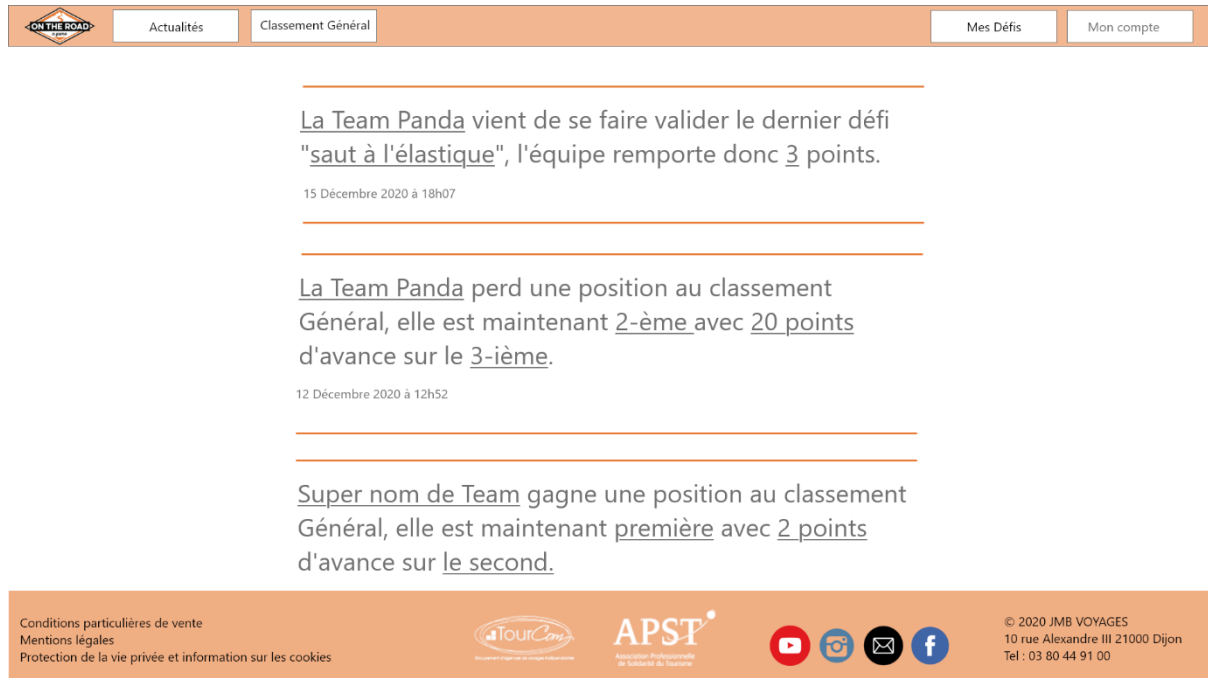 ON THE ROAD
Actualités
Classement Général
Mes Défis
Mon compte
La Team Panda vient de se faire valider le dernier défi
"saut à l'élastique", l'équipe remporte donc 3 points.
15 Décembre 2020 à 18h07
La Team Panda perd une position au classement
Général, elle est maintenant 2-ème avec 20 points
d'avance sur le 3-ième.
12 Décembre 2020 à 12h52
Super nom de Team gagne une position au classement
Général, elle est maintenant première avec 2 points
d'avance sur le second.
Conditions particulières de vente
Mentions légales
Protection de la vie privée et information sur les cookies
TourCom
APST
Association Professionnelle
de Solidarité du Tourisme
© 2020 JMB VOYAGES
10 rue Alexandre III 21000 Dijon
Tel : 03 80 44 91 00